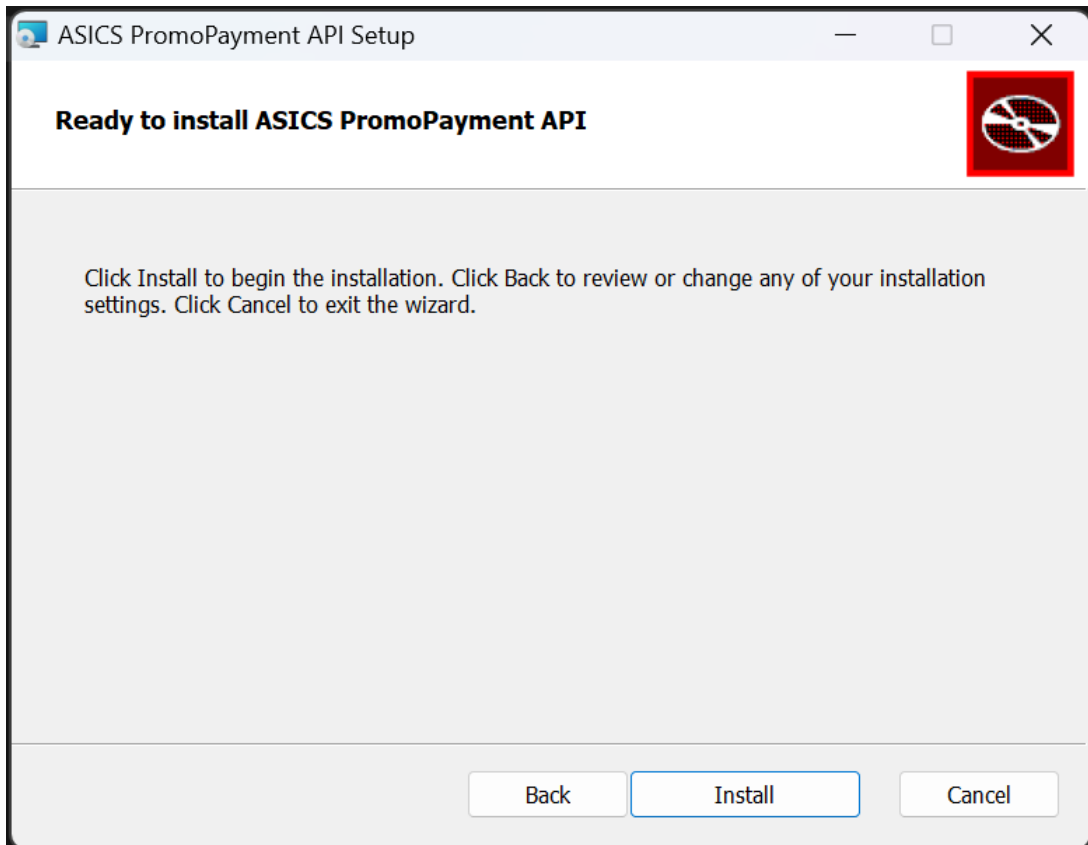 ASICS PromoPayment API Setup
Ready to install ASICS PromoPayment API
Click Install to begin the installation. Click Back to review or change any of your installation
settings. Click Cancel to exit the wizard.
Back Install Cancel